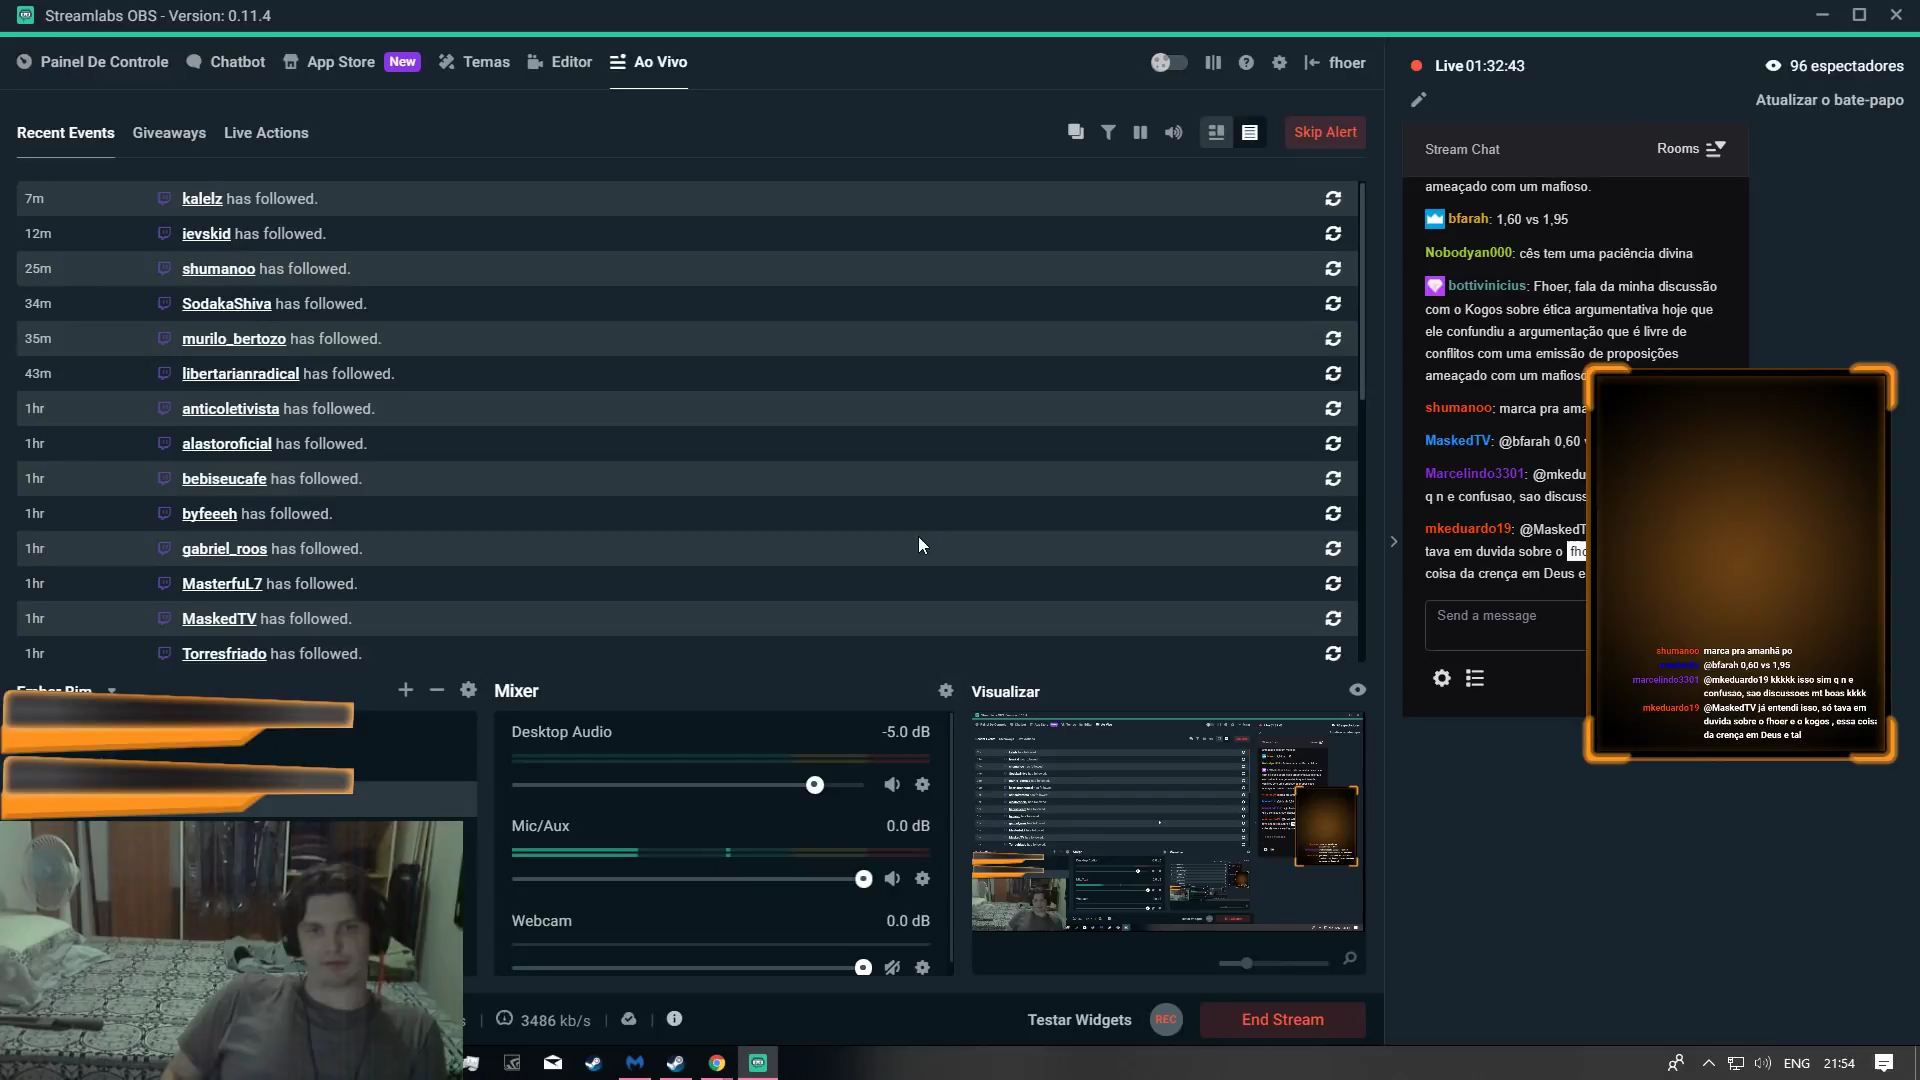 Streamlabs OBS - Version: 0.11.4
Painel De Controle
Chatbot
App Store
New
Temas
Editor
Ao Vivo
fhoer
Recent Events
Giveaways
Live Actions
Skip Alert
7m kalelz has followed.
12m ievskid has followed.
25m shumanoo has followed.
34m SodakaShiva has followed.
35m murilo_bertozo has followed.
43m libertarianradical has followed.
1hr anticoletivista has followed.
1hr alastoroficial has followed.
1hr bebiseucafe has followed.
1hr byfeeeh has followed.
1hr gabriel_roos has followed.
1hr MasterfuL7 has followed.
1hr MaskedTV has followed.
1hr Torresfriado has followed.
Live 01:32:43
96 espectadores
Atualizar o bate-papo
Stream Chat
Rooms
ameaçado com um mafioso.
bfarah: 1,60 vs 1,95
Nobodyan000: cês tem uma paciência divina
bottivinicius: Fhoer, fala da minha discussão
com o Kogos sobre ética argumentativa hoje que
ele confundiu a argumentação que é livre de
conflitos com uma emissão de proposições
ameaçado com um mafioso
shumanoo: marca pra ama
MaskedTV: @bfarah 0,60
Marcelindo3301: @mkedu
q n e confusao, sao discuss
mkeduardo19: @MaskedT
tava em duvida sobre o fho
coisa da crença em Deus e
Send a message
shumanoo marca pra amanhã po
@bfarah 0,60 vs 1,95
marcelindo3301 @mkeduardo19 kkkkk isso sim q n e
confusao, sao discussoes mt boas kkkk
mkeduardo19 @MaskedTV já entendi isso, só tava em
duvida sobre o fhoer e o kogos , essa coisa
da crença em Deus e tal
Mixer
Desktop Audio -5.0 dB
Mic/Aux 0.0 dB
Webcam 0.0 dB
Visualizar
3486 kb/s
Testar Widgets
REC
End Stream
ENG
21:54